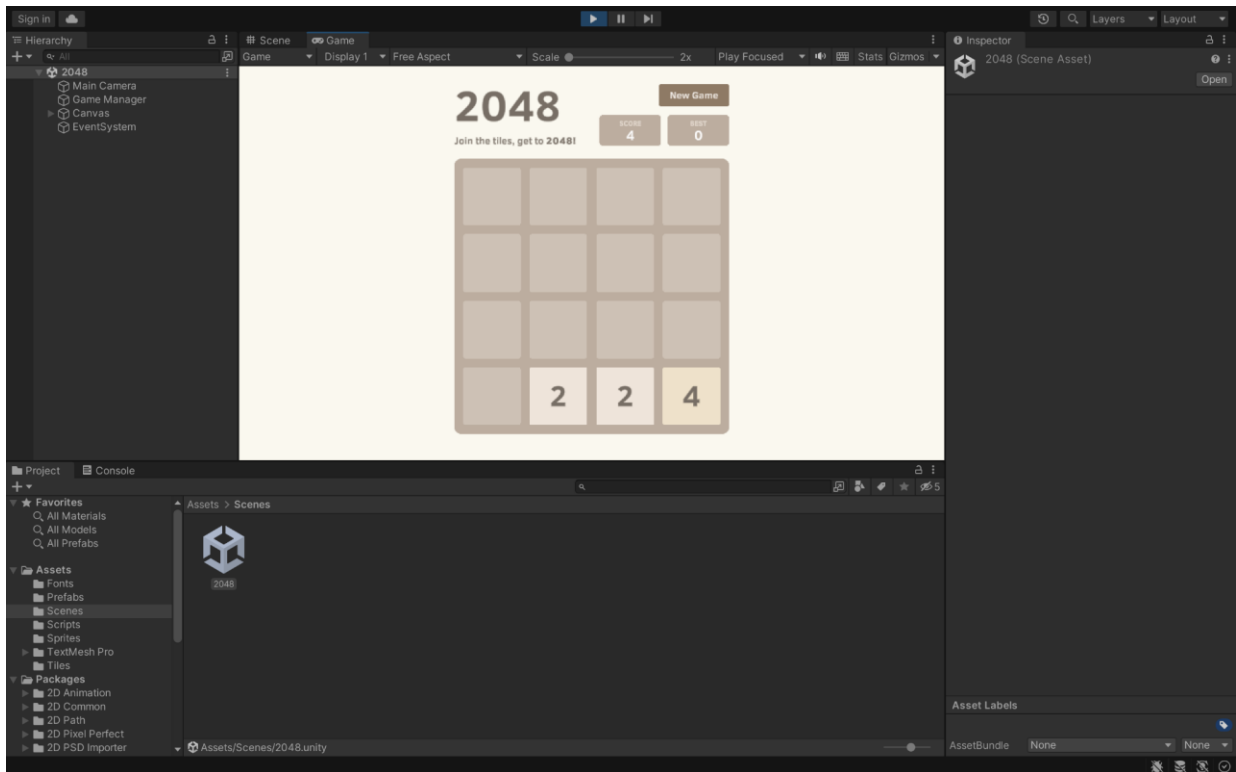 Sign in
Layers
Layout
Hierarchy
Scene
Game
Inspector
All
Game
Display 1
Free Aspect
Scale
2x
Play Focused
Stats
Gizmos
2048 (Scene Asset)
Open
2048
Main Camera
Game Manager
Canvas
EventSystem
2048
New Game
Join the tiles, get to 2048!
SCORE
4
BEST
0
2
2
4
Project
Console
5
Favorites
All Materials
All Models
All Prefabs
Assets
Fonts
Prefabs
Scenes
Scripts
Sprites
TextMesh Pro
Tiles
Packages
2D Animation
2D Common
2D Path
2D Pixel Perfect
2D PSD Importer
Assets > Scenes
2048
Assets/Scenes/2048.unity
Asset Labels
AssetBundle
None
None